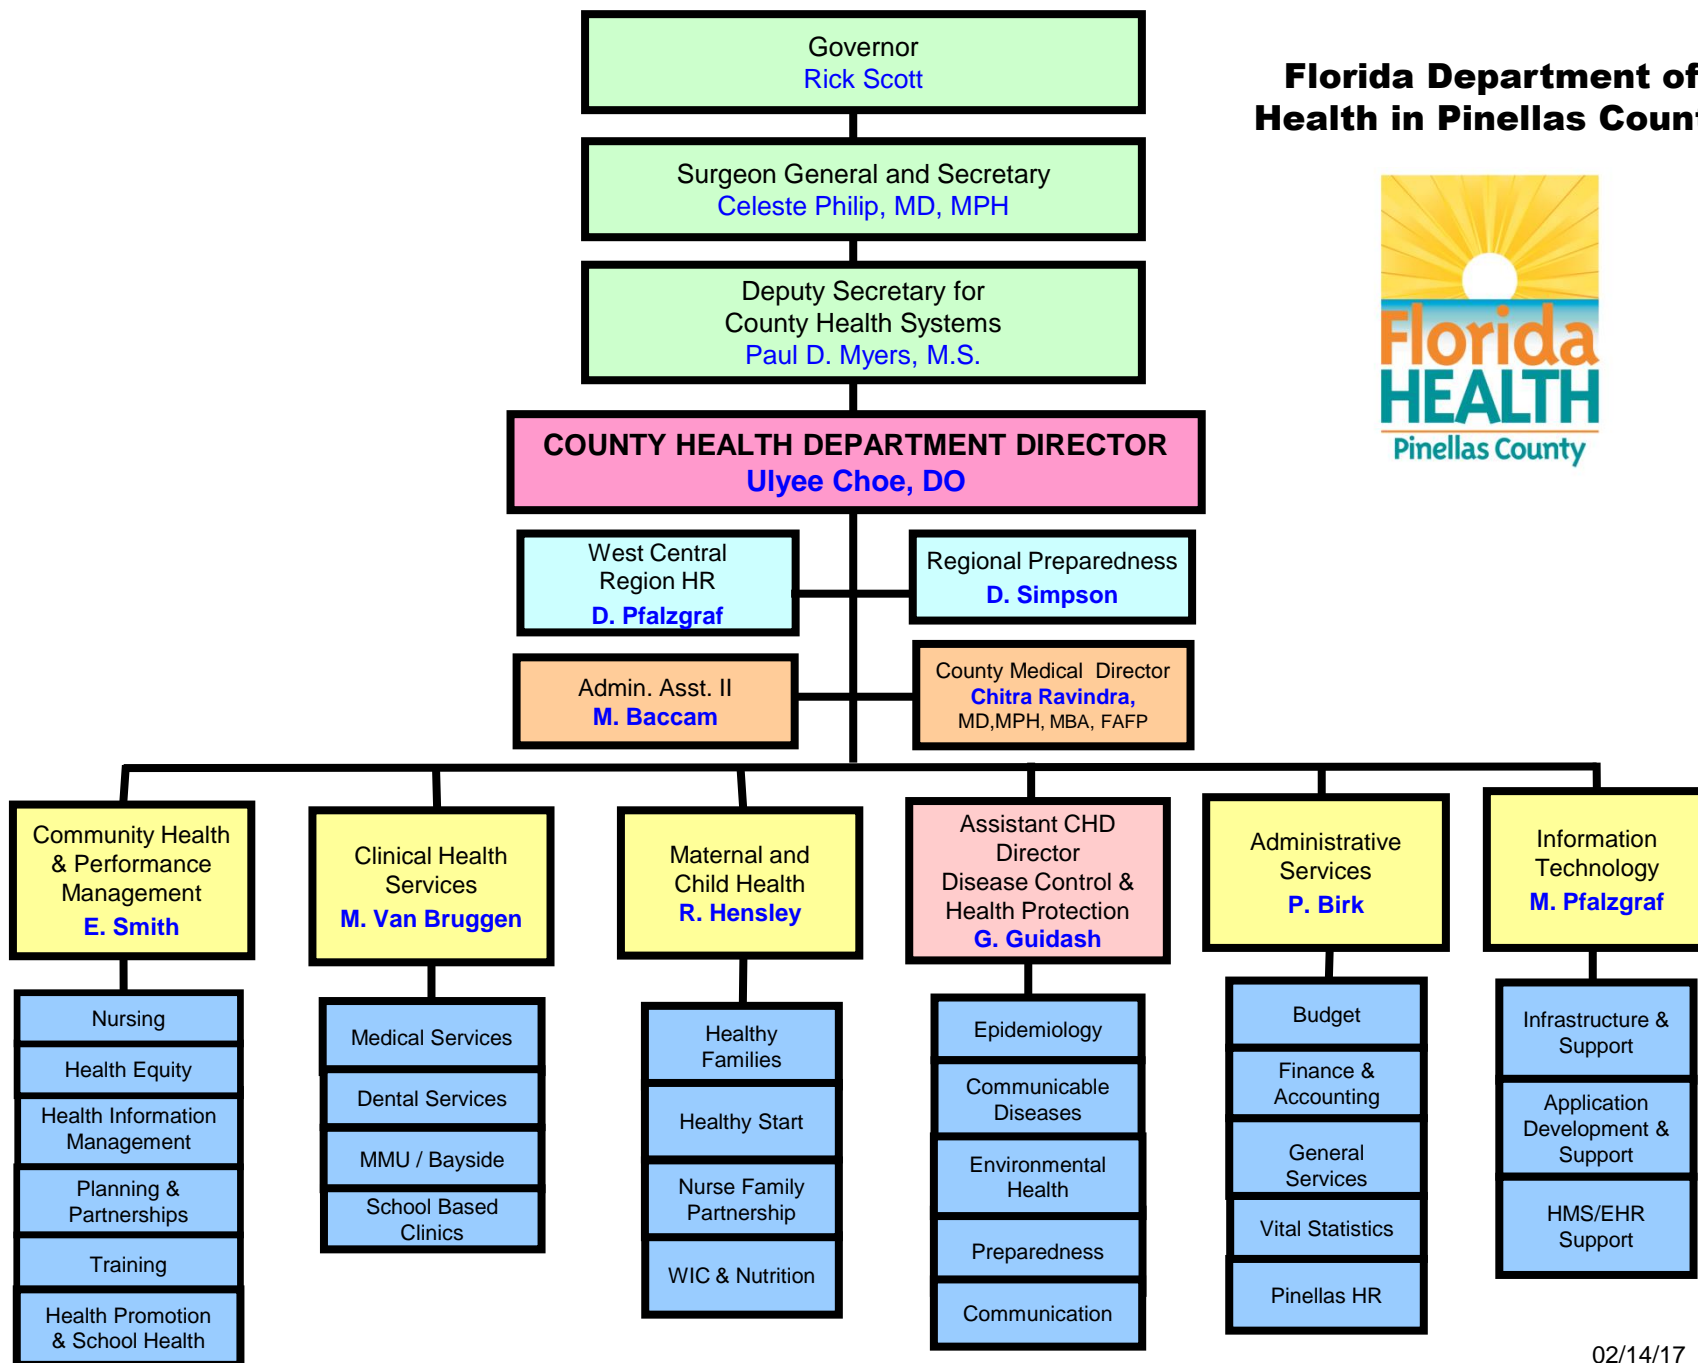 Governor
Rick Scott
Florida Department of
Health in Pinellas Count
Surgeon General and Secretary
Celeste Philip, MD, MPH
Deputy Secretary for
County Health Systems
Paul D. Myers, M.S.
Florida
HEALTH
Pinellas County
COUNTY HEALTH DEPARTMENT DIRECTOR
Ulyee Choe, DO
West Central
Region HR
D. Pfalzgraf
Regional Preparedness
D. Simpson
Admin. Asst. II
M. Baccam
County Medical Director
Chitra Ravindra,
MD,MPH, MBA, FAFP
Community Health
& Performance
Management
E. Smith
Clinical Health
Services
M. Van Bruggen
Maternal and
Child Health
R. Hensley
Assistant CHD
Director
Disease Control &
Health Protection
G. Guidash
Administrative
Services
P. Birk
Information
Technology
M. Pfalzgraf
Nursing
Health Equity
Health Information
Management
Planning &
Partnerships
Training
Health Promotion
& School Health
Medical Services
Dental Services
MMU / Bayside
School Based
Clinics
Healthy
Families
Healthy Start
Nurse Family
Partnership
WIC & Nutrition
Epidemiology
Communicable
Diseases
Environmental
Health
Preparedness
Communication
Budget
Finance &
Accounting
General
Services
Vital Statistics
Pinellas HR
Infrastructure &
Support
Application
Development &
Support
HMS/EHR
Support
02/14/17